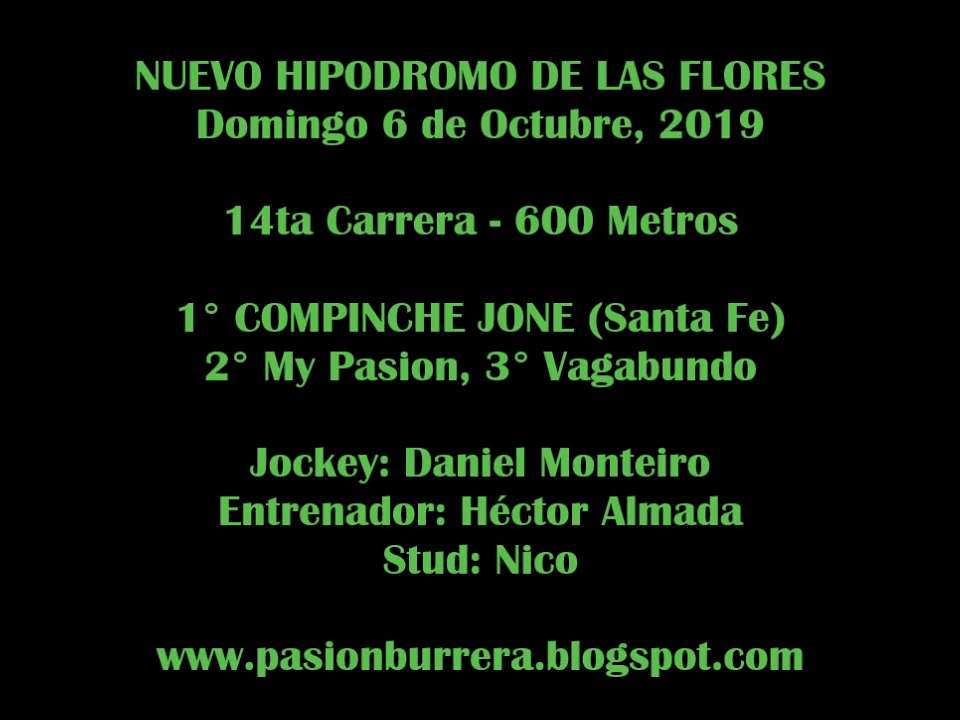 NUEVO HIPODROMO DE LAS FLORES
Domingo 6 de Octubre, 2019
14ta Carrera - 600 Metros
1° COMPINCHE JONE (Santa Fe)
2° My Pasion, 3° Vagabundo
Jockey: Daniel Monteiro
Entrenador: Héctor Almada
Stud: Nico
www.pasionburrera.blogspot.com